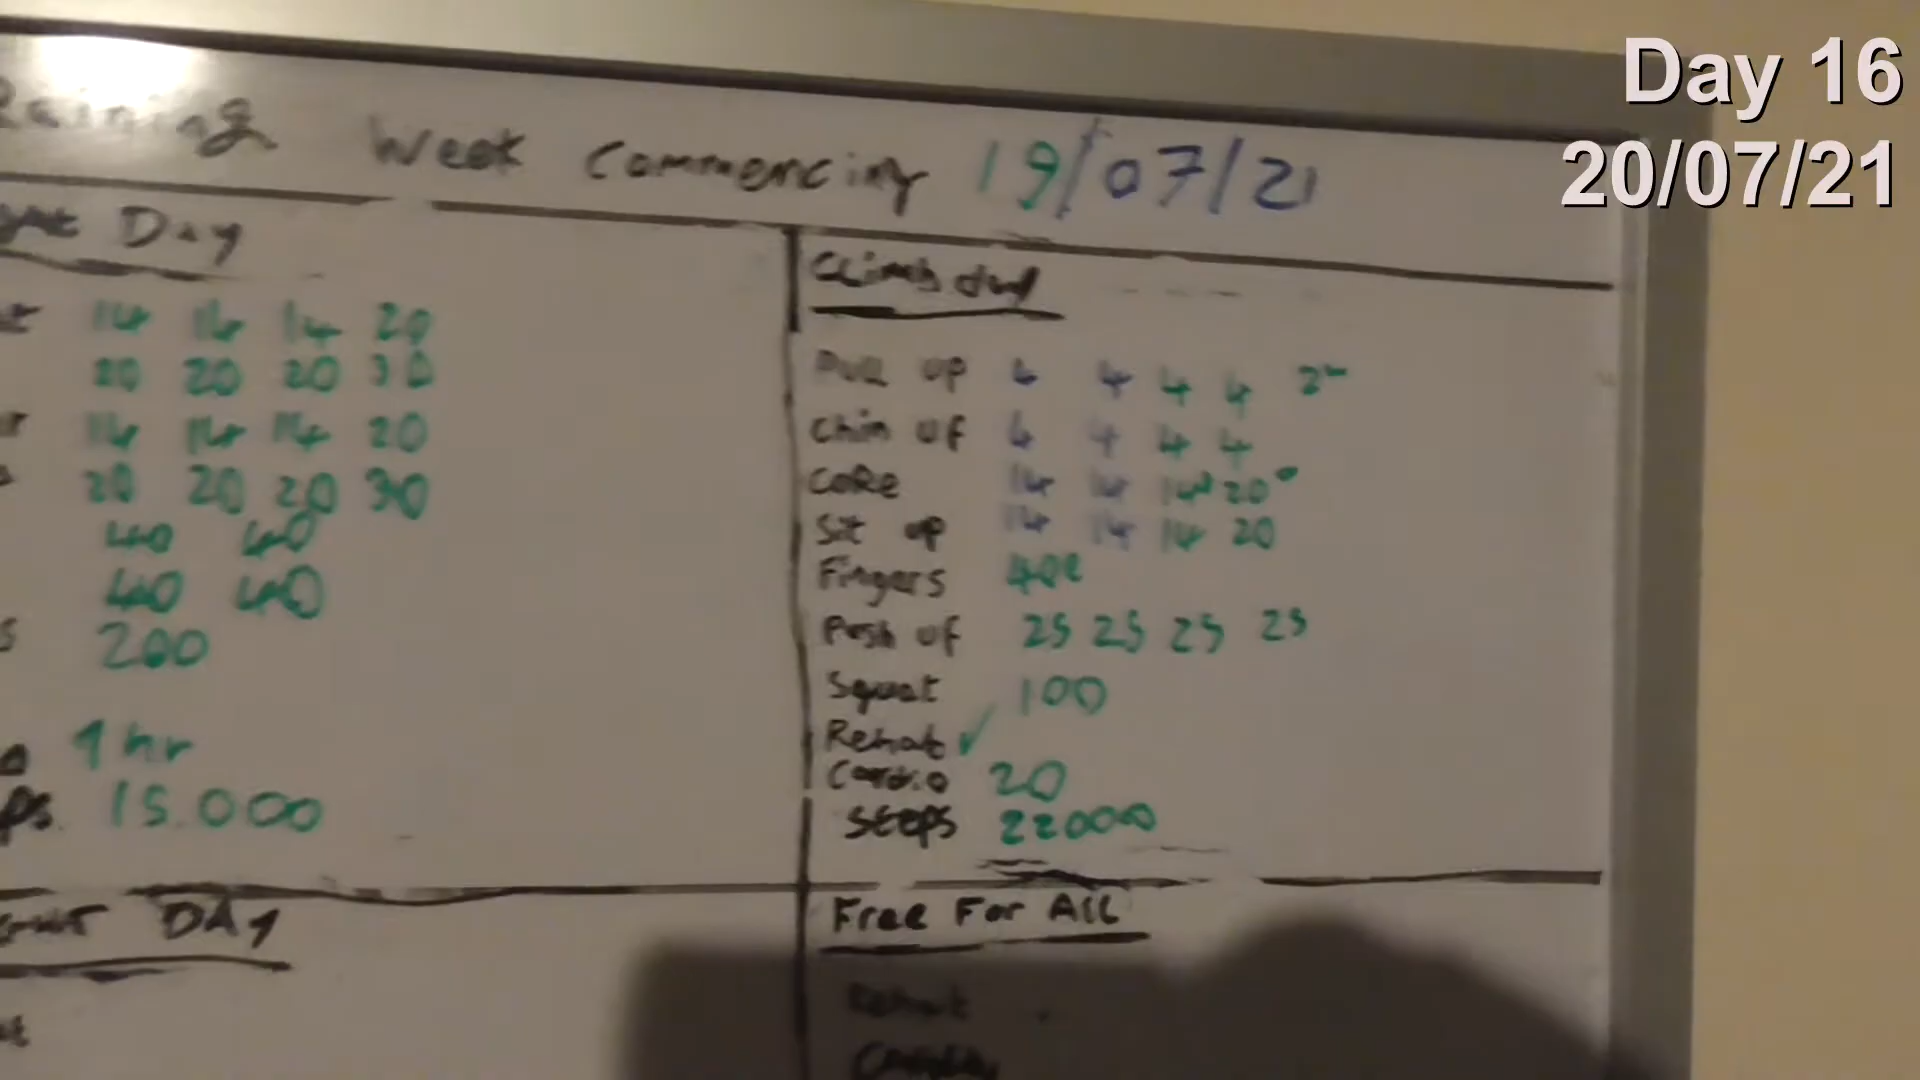 Day 16
20/07/21
Raining Week Commencing 19/07/21
Day
14 14 14 20
20 20 20 30
14 14 14 20
20 20 20 30
40 40
40 40
200
1 hr
15.000
DAY
Climb day
Pull up 4 4 4 4
Chin up 4 4 4 4
CoRe 14 14 14 20
Sit up 14 14 14 20
Fingers
Push up 25 25 25 25
Squat 100
Rehab ✓
Cardio 20
Steps 22000
Free For All
Rehab